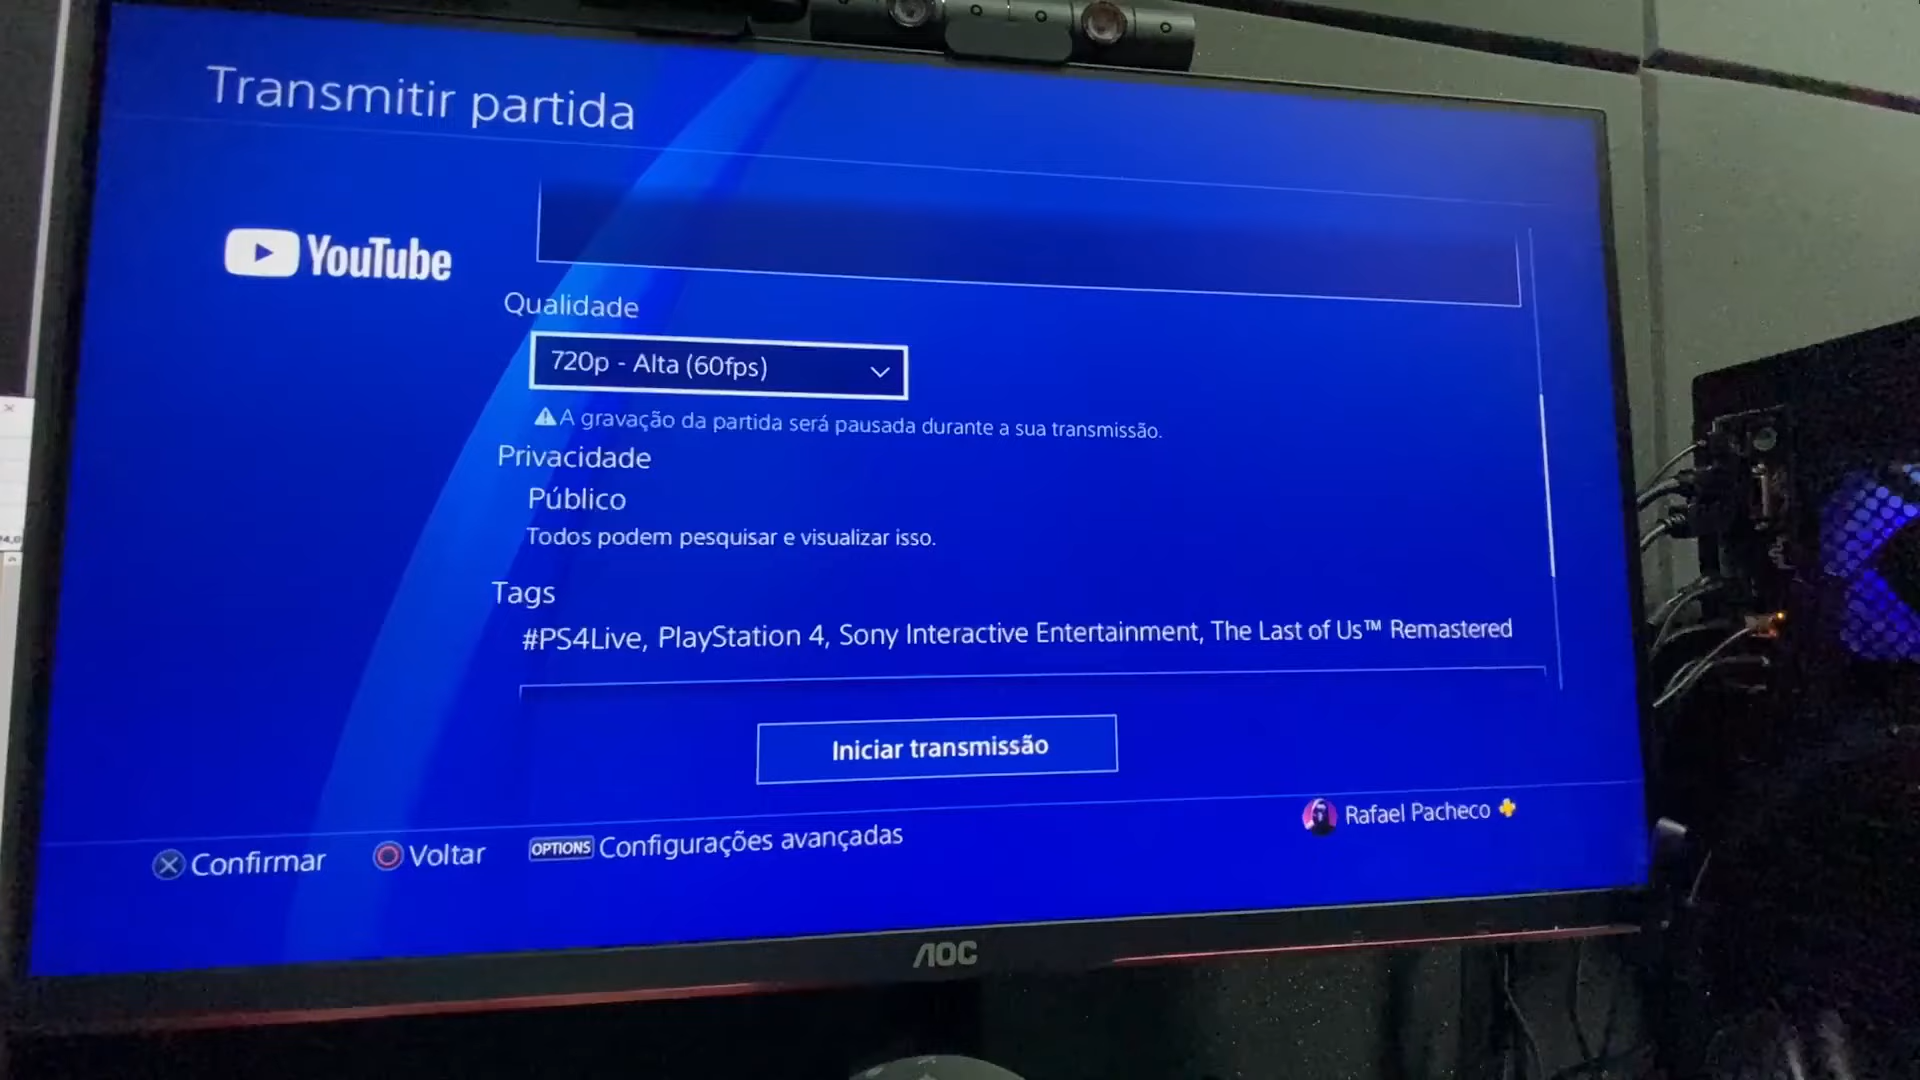 Transmitir partida
YouTube
Qualidade
720p - Alta (60fps)
A gravação da partida será pausada durante a sua transmissão.
Privacidade
Público
Todos podem pesquisar e visualizar isso.
Tags
#PS4Live, PlayStation 4, Sony Interactive Entertainment, The Last of Us™ Remastered
Iniciar transmissão
Rafael Pacheco
Confirmar
Voltar
OPTIONS Configurações avançadas
AOC